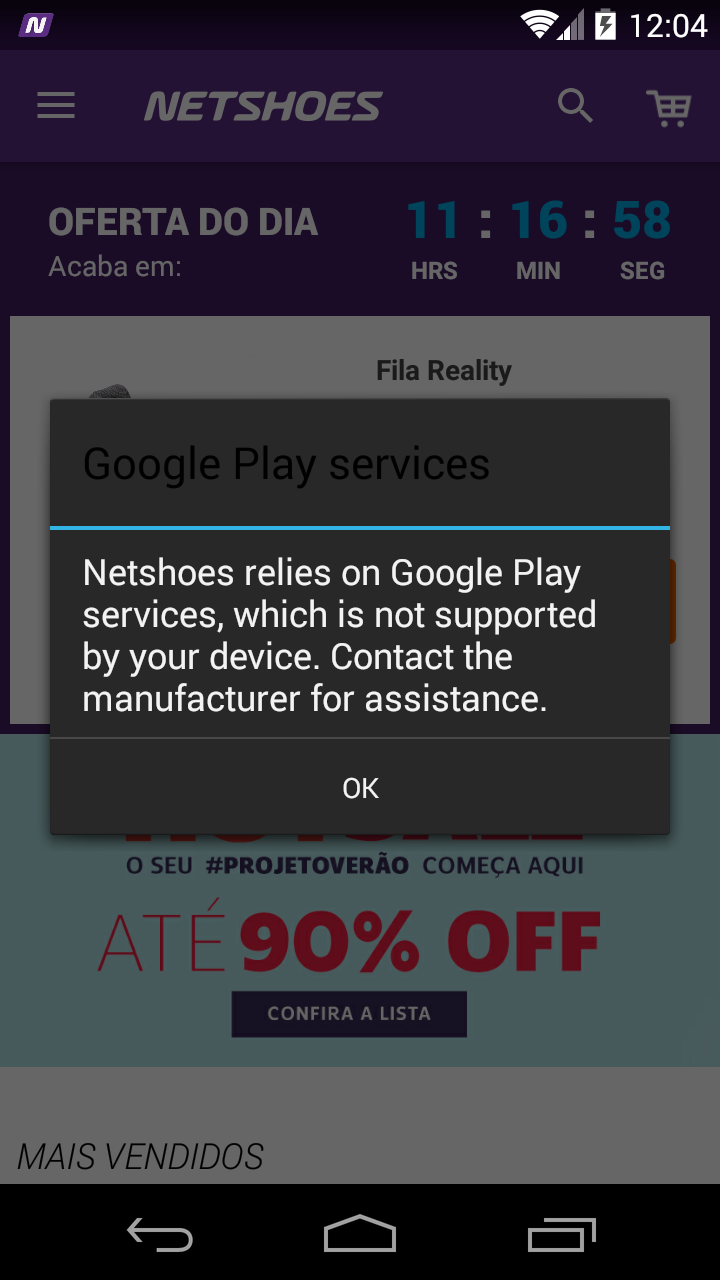 12:04
NETSHOES
OFERTA DO DIA
Acaba em:
11 : 16 : 58
HRS MIN SEG
Fila Reality
Google Play services
Netshoes relies on Google Play
services, which is not supported
by your device. Contact the
manufacturer for assistance.
OK
O SEU #PROJETOVERÃO COMEÇA AQUI
ATÉ 90% OFF
CONFIRA A LISTA
MAIS VENDIDOS